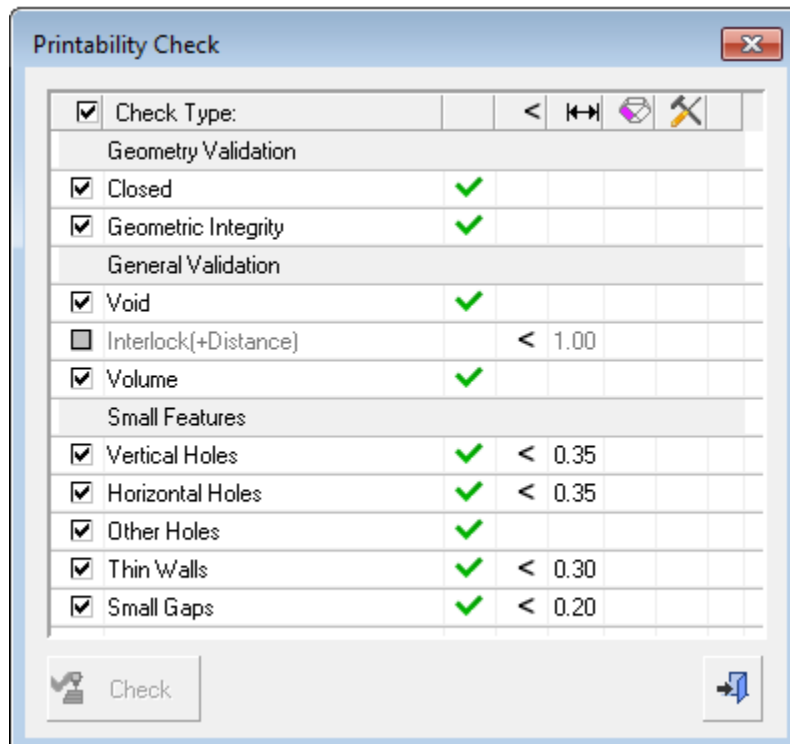 Printability Check
Check Type: <
Geometry Validation
Closed
Geometric Integrity
General Validation
Void
Interlock(+Distance) < 1.00
Volume
Small Features
Vertical Holes < 0.35
Horizontal Holes < 0.35
Other Holes
Thin Walls < 0.30
Small Gaps < 0.20
Check